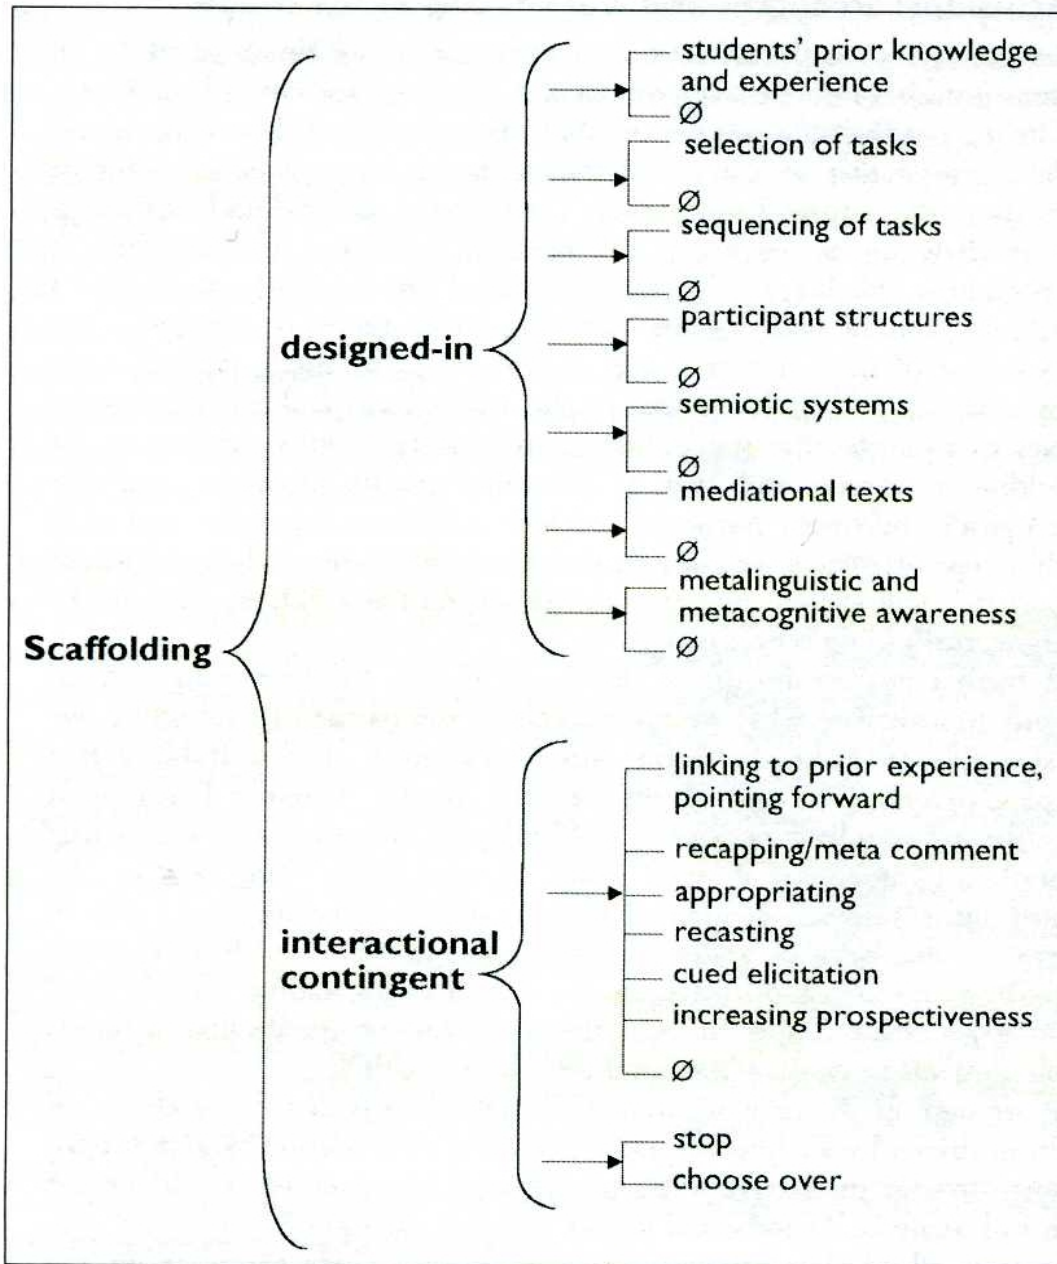 students' prior knowledge
and experience
Ø
selection of tasks
Ø
sequencing of tasks
Ø
participant structures
Ø
designed-in
semiotic systems
Ø
mediational texts
Ø
metalinguistic and
metacognitive awareness
Ø
Scaffolding
linking to prior experience,
pointing forward
recapping/meta comment
appropriating
recasting
interactional
contingent
cued elicitation
increasing prospectiveness
Ø
stop
choose over